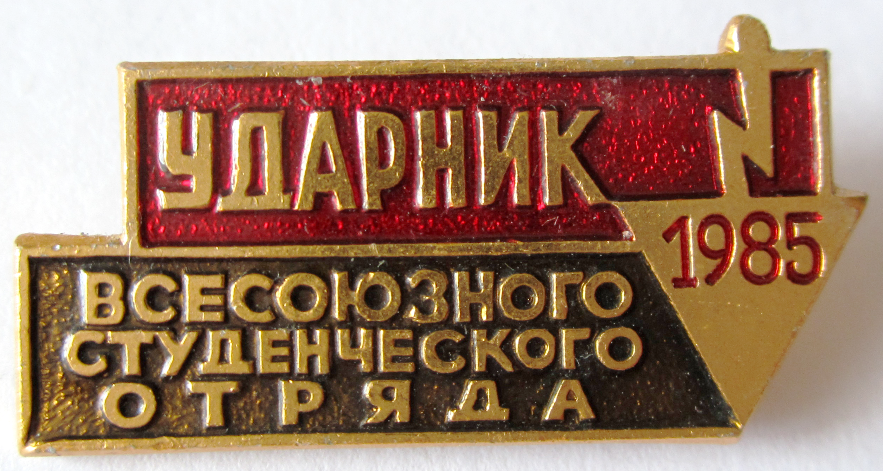 УДАРНИК
1985
ВСЕСОЮЗНОГО
СТУДЕНЧЕСКОГО
ОТРЯДА